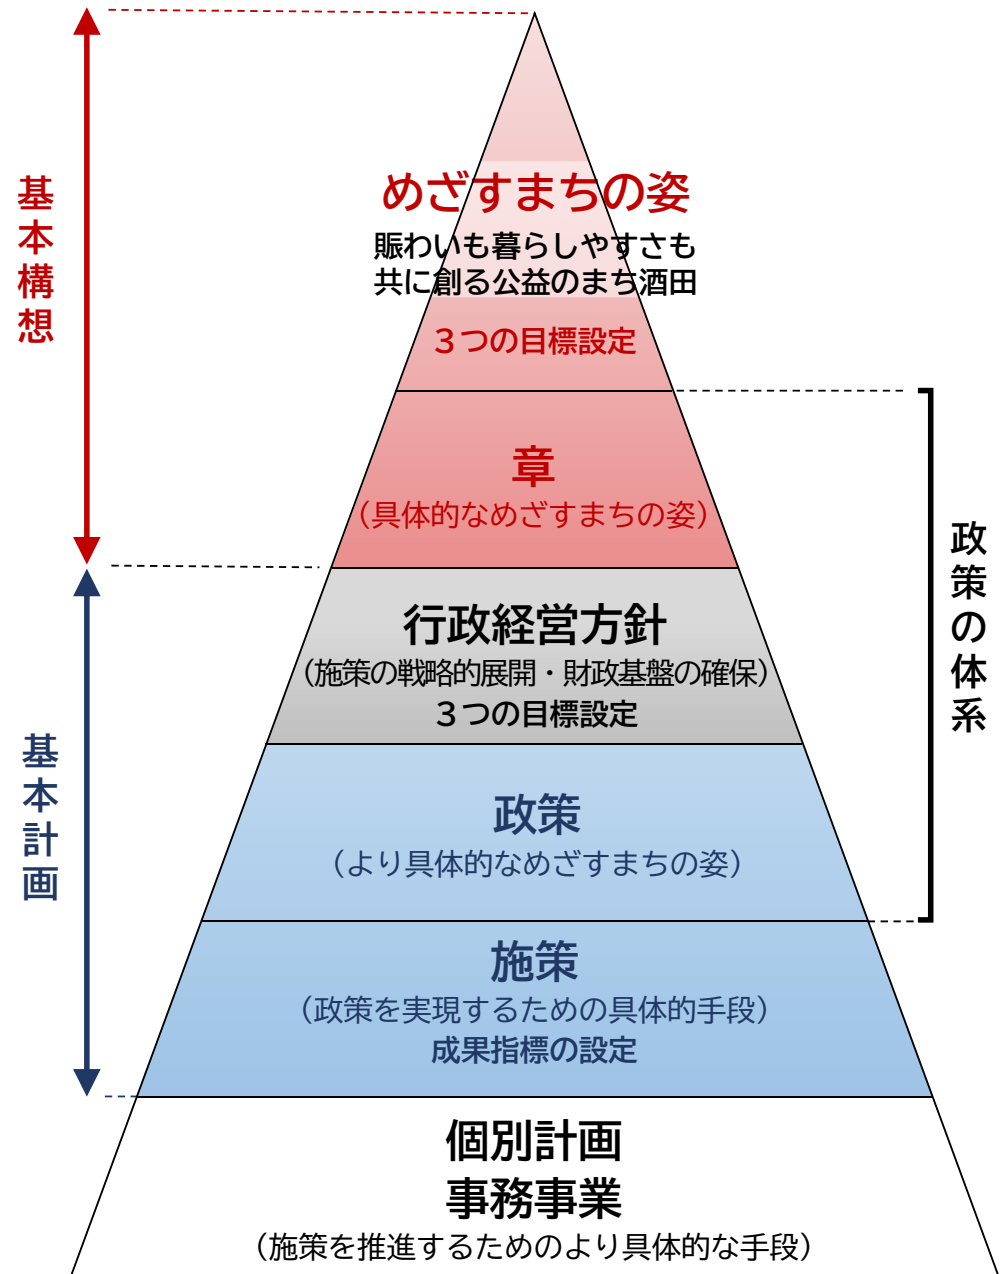 基本構想
めざすまちの姿
賑わいも暮らしやすさも
共に創る公益のまち酒田
３つの目標設定
章
（具体的なめざすまちの姿）
行政経営方針
（施策の戦略的展開・財政基盤の確保）
３つの目標設定
政策の体系
基本計画
政策
（より具体的なめざすまちの姿）
施策
（政策を実現するための具体的手段）
成果指標の設定
個別計画
事務事業
（施策を推進するためのより具体的な手段）